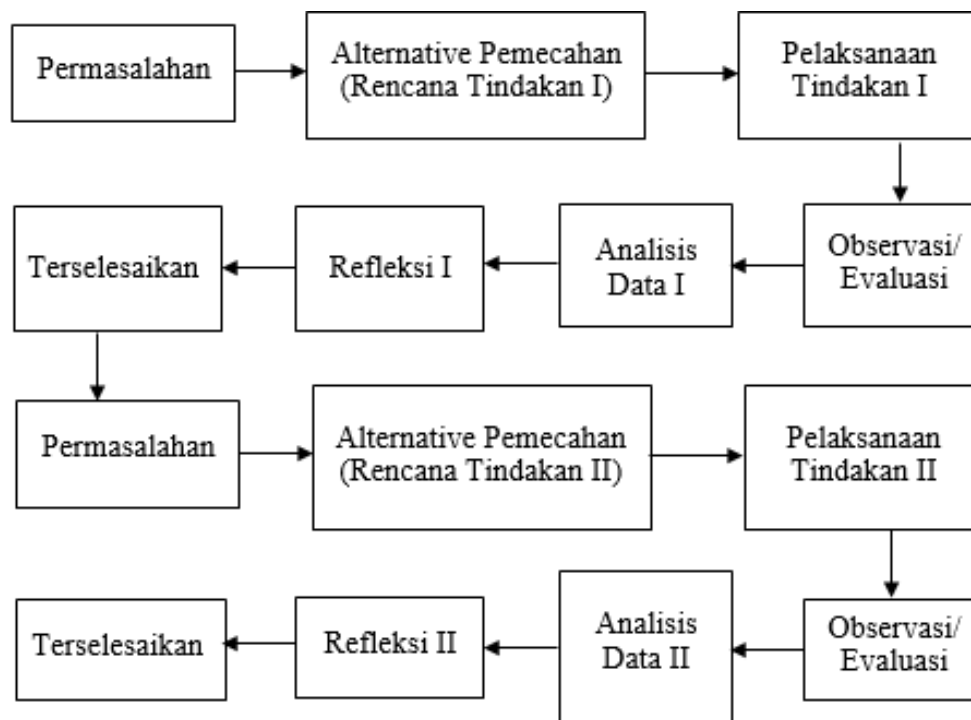 Permasalahan
Alternative Pemecahan
(Rencana Tindakan I)
Pelaksanaan
Tindakan I
Observasi/
Evaluasi
Analisis
Data I
Refleksi I
Terselesaikan
Permasalahan
Alternative Pemecahan
(Rencana Tindakan II)
Pelaksanaan
Tindakan II
Observasi/
Evaluasi
Analisis
Data II
Refleksi II
Terselesaikan